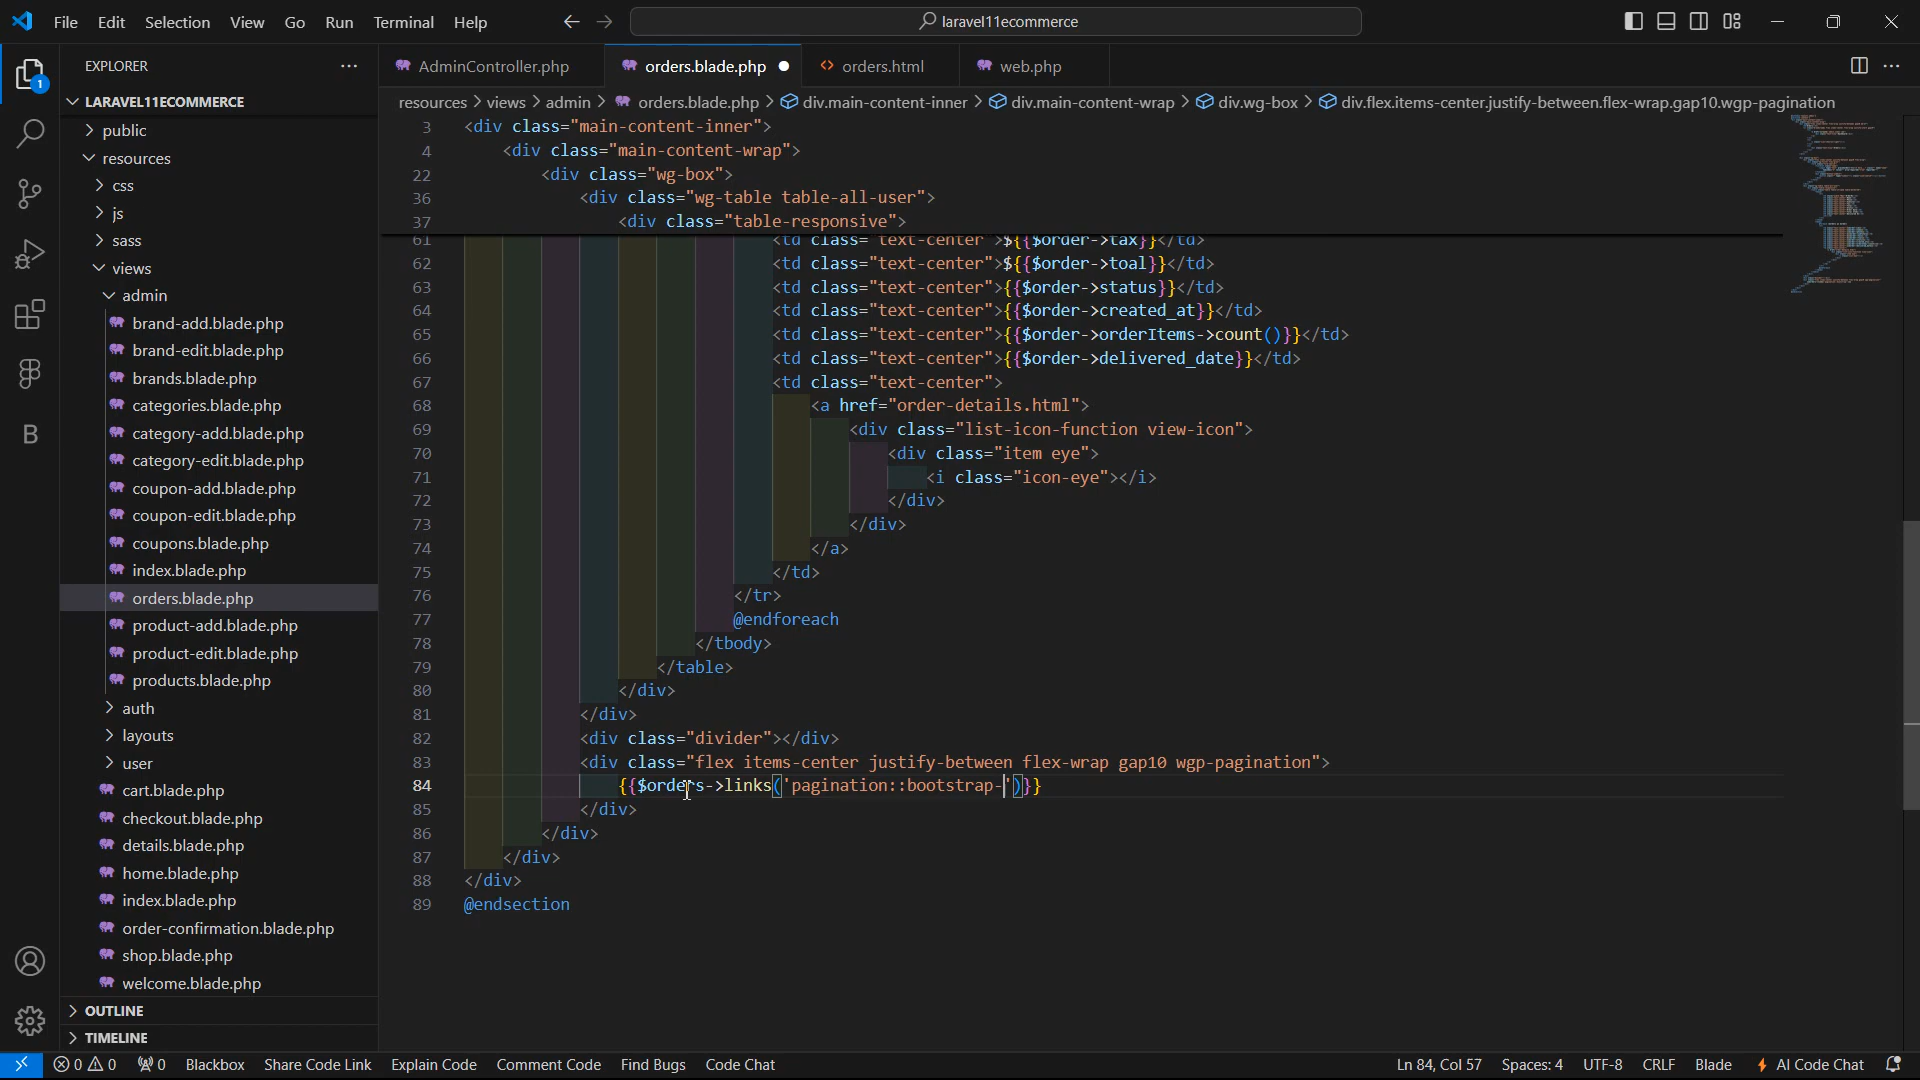 File Edit Selection View Go Run Terminal Help
laravel11ecommerce
EXPLORER
AdminController.php
orders.blade.php
orders.html
web.php
LARAVEL11ECOMMERCE
resources > views > admin > orders.blade.php > div.main-content-inner > div.main-content-wrap > div.wg-box > div.flex.items-center.justify-between.flex-wrap.gap10.wgp-pagination
public
resources
css
js
sass
views
admin
brand-add.blade.php
brand-edit.blade.php
brands.blade.php
categories.blade.php
category-add.blade.php
category-edit.blade.php
coupon-add.blade.php
coupon-edit.blade.php
coupons.blade.php
index.blade.php
orders.blade.php
product-add.blade.php
product-edit.blade.php
products.blade.php
auth
layouts
user
cart.blade.php
checkout.blade.php
details.blade.php
home.blade.php
index.blade.php
order-confirmation.blade.php
shop.blade.php
welcome.blade.php
OUTLINE
TIMELINE
3 <div class="main-content-inner">
4 <div class="main-content-wrap">
22 <div class="wg-box">
36 <div class="wg-table table-all-user">
37 <div class="table-responsive">
61 <td class="text-center">${{$order->tax}}</td>
62 <td class="text-center">${{$order->toal}}</td>
63 <td class="text-center">{{$order->status}}</td>
64 <td class="text-center">{{$order->created_at}}</td>
65 <td class="text-center">{{$order->orderItems->count()}}</td>
66 <td class="text-center">{{$order->delivered_date}}</td>
67 <td class="text-center">
68 <a href="order-details.html">
69 <div class="list-icon-function view-icon">
70 <div class="item eye">
71 <i class="icon-eye"></i>
72 </div>
73 </div>
74 </a>
75 </td>
76 </tr>
77 @endforeach
78 </tbody>
79 </table>
80 </div>
81 </div>
82 <div class="divider"></div>
83 <div class="flex items-center justify-between flex-wrap gap10 wgp-pagination">
84 {{$orders->links('pagination::bootstrap-')}}
85 </div>
86 </div>
87 </div>
88 </div>
89 @endsection
0 0 0 Blackbox Share Code Link Explain Code Comment Code Find Bugs Code Chat Ln 84, Col 57 Spaces: 4 UTF-8 CRLF Blade AI Code Chat